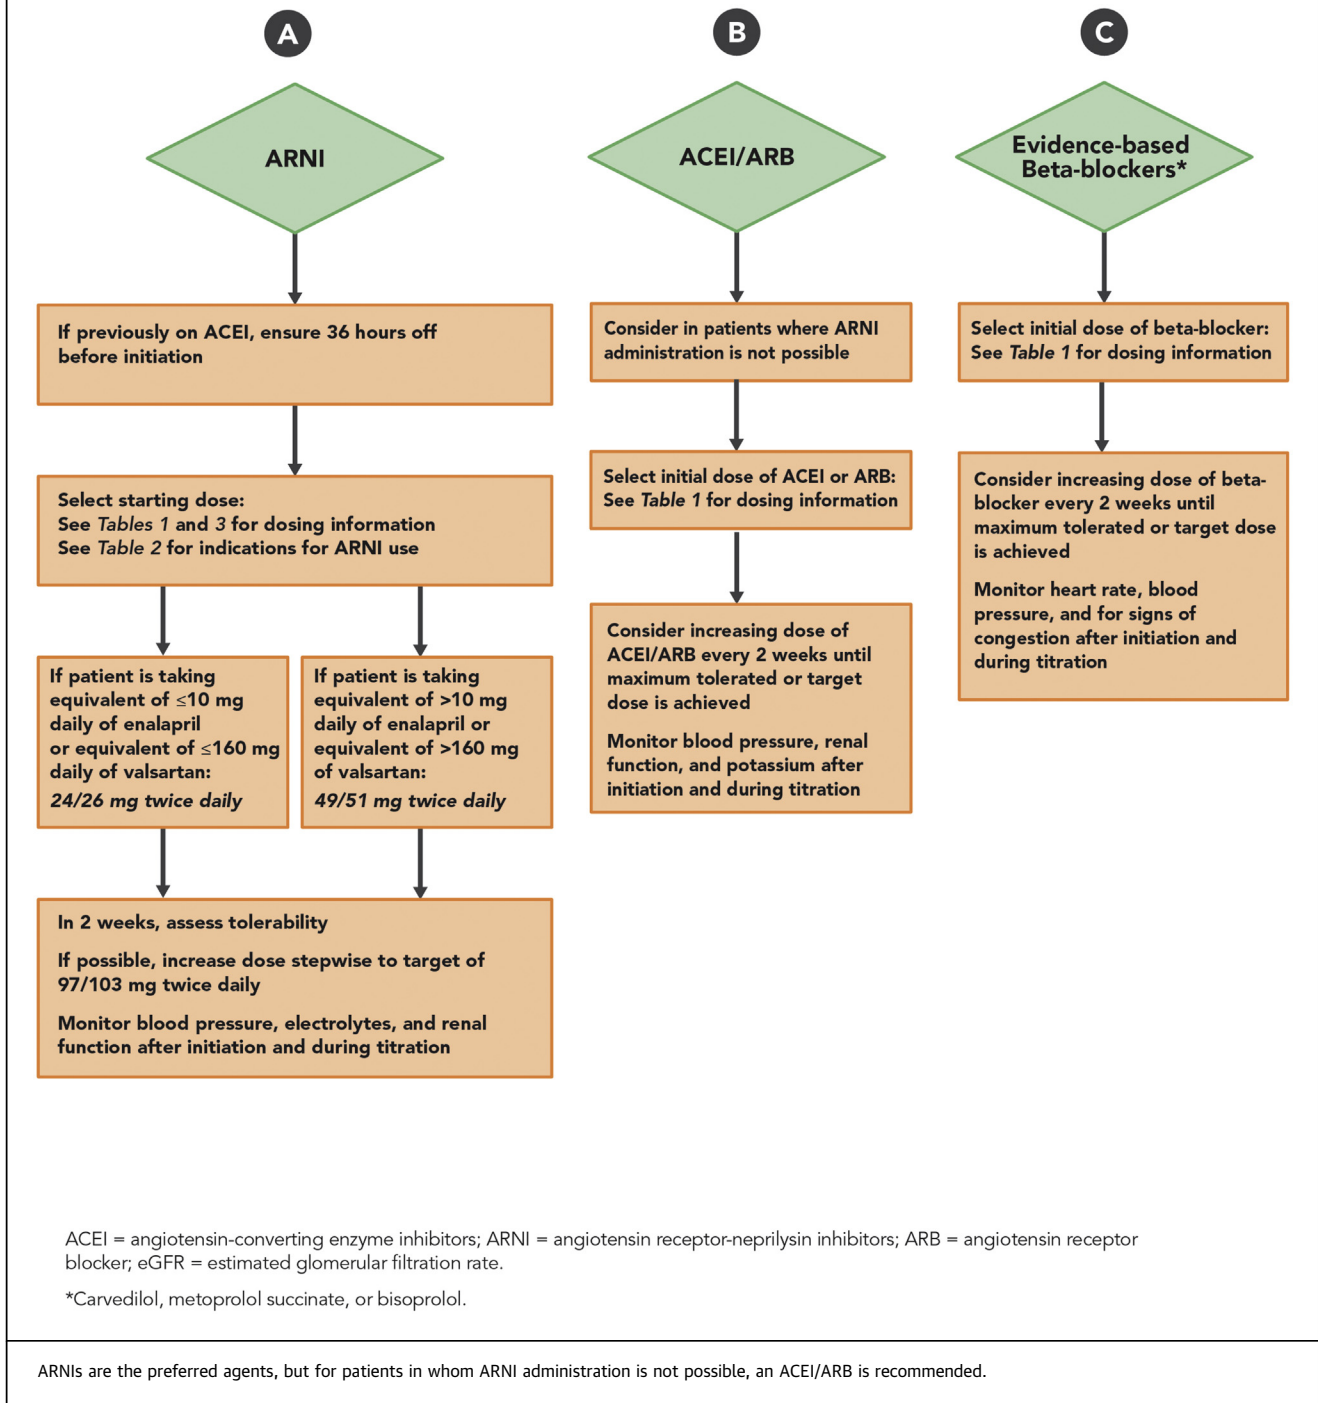 A
ARNI
If previously on ACEI, ensure 36 hours off
before initiation
Select starting dose:
See Tables 1 and 3 for dosing information
See Table 2 for indications for ARNI use
If patient is taking
equivalent of ≤10 mg
daily of enalapril
or equivalent of ≤160 mg
daily of valsartan:
24/26 mg twice daily
If patient is taking
equivalent of >10 mg
daily of enalapril or
equivalent of >160 mg
of valsartan:
49/51 mg twice daily
In 2 weeks, assess tolerability
If possible, increase dose stepwise to target of
97/103 mg twice daily
Monitor blood pressure, electrolytes, and renal
function after initiation and during titration
B
ACEI/ARB
Consider in patients where ARNI
administration is not possible
Select initial dose of ACEI or ARB:
See Table 1 for dosing information
Consider increasing dose of
ACEI/ARB every 2 weeks until
maximum tolerated or target
dose is achieved
Monitor blood pressure, renal
function, and potassium after
initiation and during titration
C
Evidence-based
Beta-blockers*
Select initial dose of beta-blocker:
See Table 1 for dosing information
Consider increasing dose of beta-
blocker every 2 weeks until
maximum tolerated or target dose
is achieved
Monitor heart rate, blood
pressure, and for signs of
congestion after initiation and
during titration
ACEI = angiotensin-converting enzyme inhibitors; ARNI = angiotensin receptor-neprilysin inhibitors; ARB = angiotensin receptor
blocker; eGFR = estimated glomerular filtration rate.
*Carvedilol, metoprolol succinate, or bisoprolol.
ARNIs are the preferred agents, but for patients in whom ARNI administration is not possible, an ACEI/ARB is recommended.